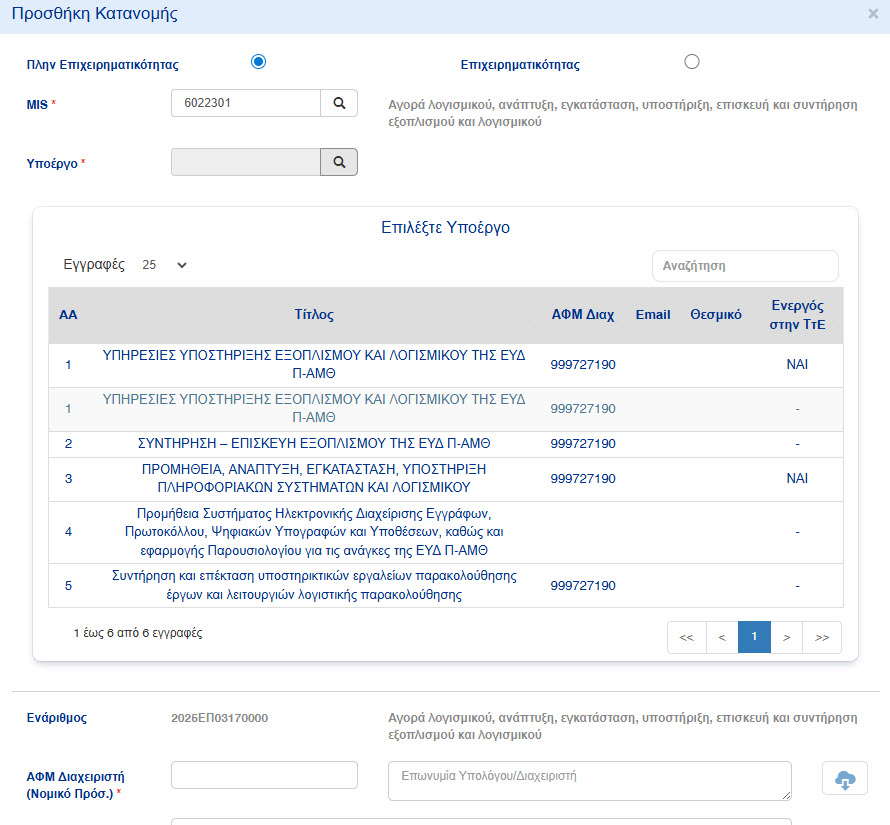 Προσθήκη Κατανομής ×
Πλην Επιχειρηματικότητας Επιχειρηματικότητας
MIS * 6022301 Αγορά λογισμικού, ανάπτυξη, εγκατάσταση, υποστήριξη, επισκευή και συντήρηση
εξοπλισμού και λογισμικού
Υποέργο *
Επιλέξτε Υποέργο
Εγγραφές 25 Αναζήτηση
ΑΑ Τίτλος ΑΦΜ Διαχ Email Θεσμικό Ενεργός
στην ΤτΕ
1 ΥΠΗΡΕΣΙΕΣ ΥΠΟΣΤΗΡΙΞΗΣ ΕΞΟΠΛΙΣΜΟΥ ΚΑΙ ΛΟΓΙΣΜΙΚΟΥ ΤΗΣ ΕΥΔ
Π-ΑΜΘ 999727190 ΝΑΙ
1 ΥΠΗΡΕΣΙΕΣ ΥΠΟΣΤΗΡΙΞΗΣ ΕΞΟΠΛΙΣΜΟΥ ΚΑΙ ΛΟΓΙΣΜΙΚΟΥ ΤΗΣ ΕΥΔ
Π-ΑΜΘ 999727190 -
2 ΣΥΝΤΗΡΗΣΗ – ΕΠΙΣΚΕΥΗ ΕΞΟΠΛΙΣΜΟΥ ΤΗΣ ΕΥΔ Π-ΑΜΘ 999727190 -
3 ΠΡΟΜΗΘΕΙΑ, ΑΝΑΠΤΥΞΗ, ΕΓΚΑΤΑΣΤΑΣΗ, ΥΠΟΣΤΗΡΙΞΗ
ΠΛΗΡΟΦΟΡΙΑΚΩΝ ΣΥΣΤΗΜΑΤΩΝ ΚΑΙ ΛΟΓΙΣΜΙΚΟΥ 999727190 ΝΑΙ
Προμήθεια Συστήματος Ηλεκτρονικής Διαχείρισης Εγγράφων,
4 Πρωτοκόλλου, Ψηφιακών Υπογραφών και Υποθέσεων, καθώς και -
εφαρμογής Παρουσιολογίου για τις ανάγκες της ΕΥΔ Π-ΑΜΘ
5 Συντήρηση και επέκταση υποστηρικτικών εργαλείων παρακολούθησης
έργων και λειτουργιών λογιστικής παρακολούθησης 999727190 -
1 έως 6 από 6 εγγραφές << < 1 > >>
Ενάριθμος 2025ΕΠ03170000 Αγορά λογισμικού, ανάπτυξη, εγκατάσταση, υποστήριξη, επισκευή και συντήρηση
εξοπλισμού και λογισμικού
ΑΦΜ Διαχειριστή Επωνυμία Υπολόγου/Διαχειριστή
(Νομικό Πρόσ.) *